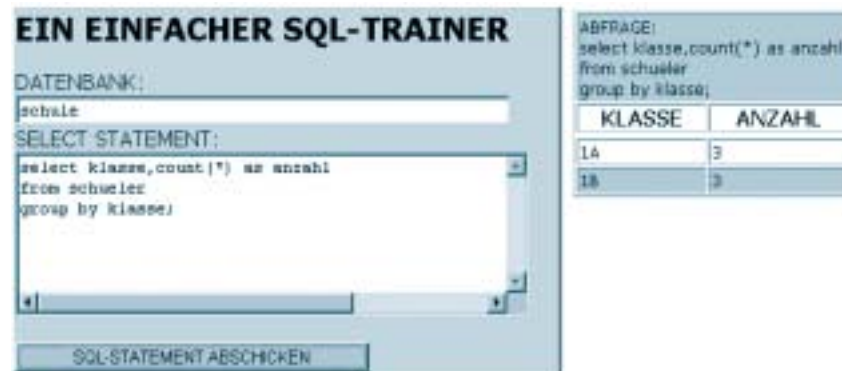 EIN EINFACHER SQL-TRAINER
DATENBANK:
schule
SELECT STATEMENT:
select klasse,count(*) as anzahl
from schueler
group by klasse;
SQL-STATEMENT ABSCHICKEN
ABFRAGE:
select klasse,count(*) as anzahl
from schueler
group by klasse;
KLASSE ANZAHL
1A 3
1B 3